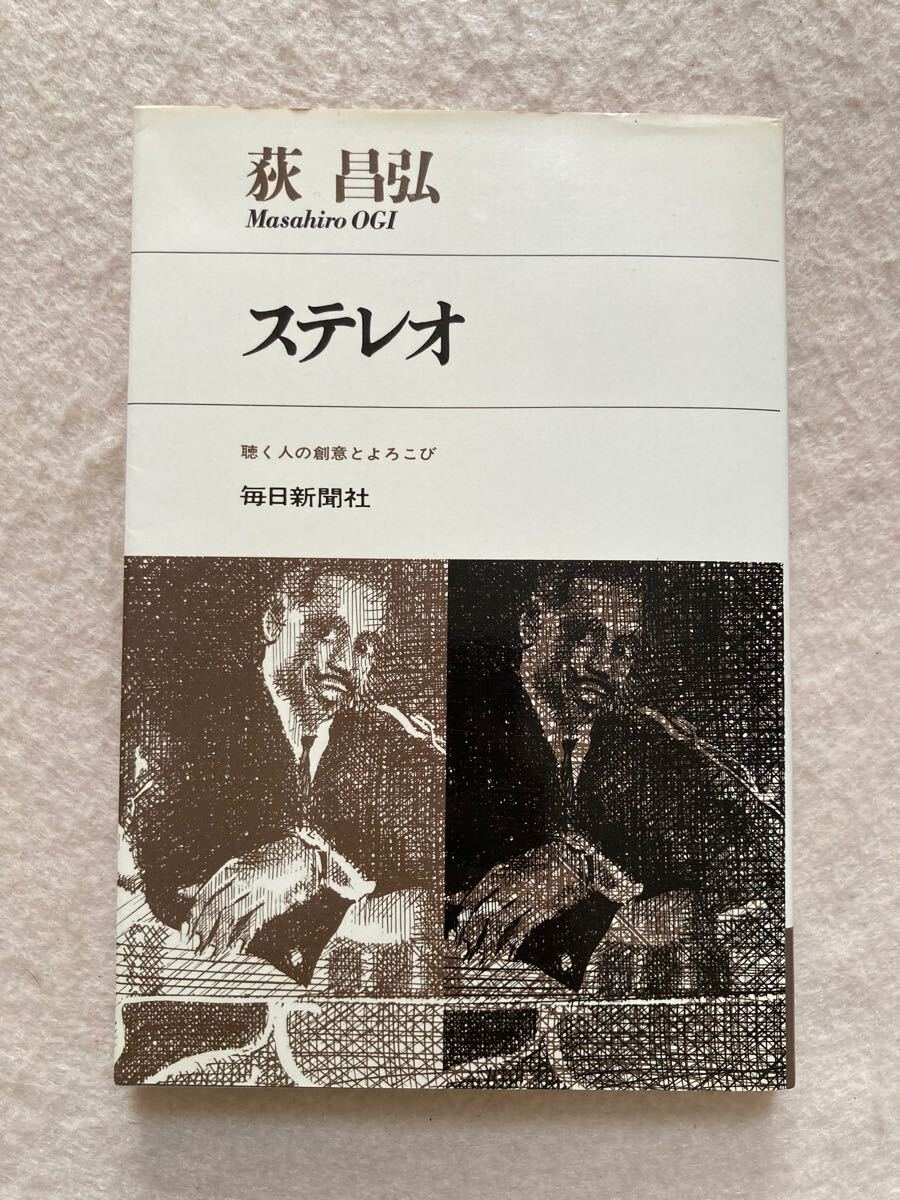 荻 昌弘
Masahiro OGI
ステレオ
聴く人の創意とよろこび
毎日新聞社